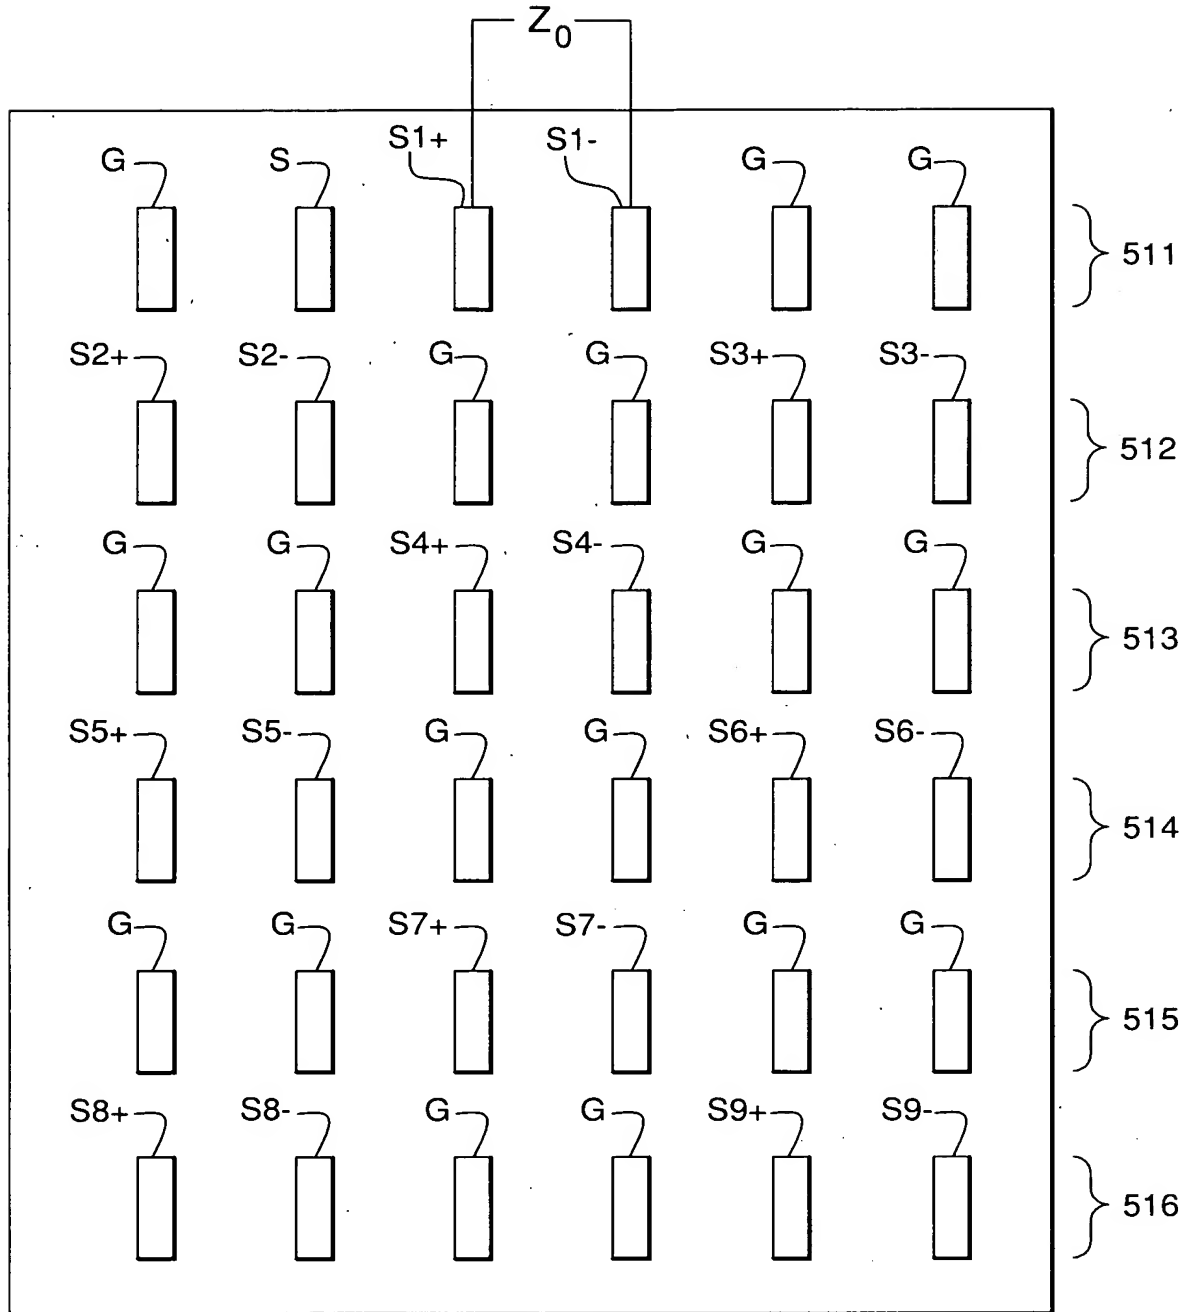 Z0
G S S1+ S1- G G
511
S2+ S2- G G S3+ S3-
512
G G S4+ S4- G G
513
S5+ S5- G G S6+ S6-
514
G G S7+ S7- G G
515
S8+ S8- G G S9+ S9-
516